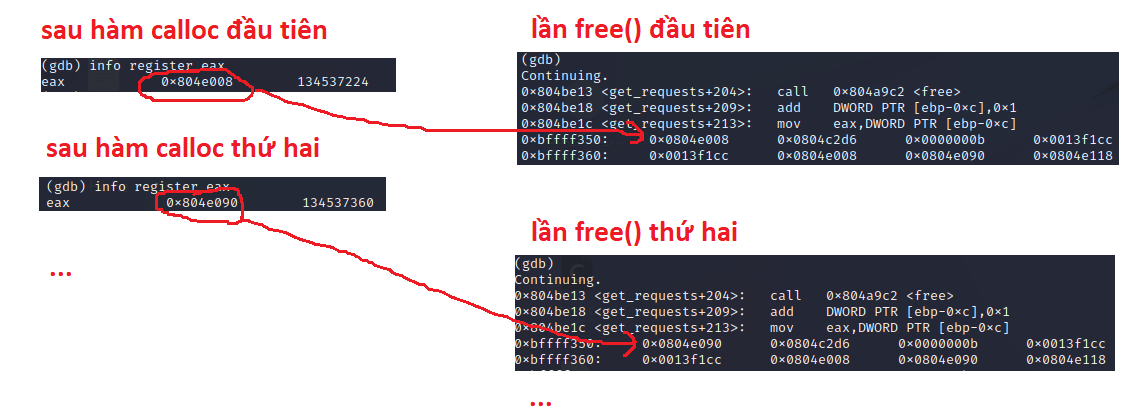 sau hàm calloc đầu tiên
(gdb) info register eax
eax 0×804e008 134537224
sau hàm calloc thứ hai
(gdb) info register eax
eax 0×804e090 134537360
...
lần free() đầu tiên
(gdb)
Continuing.
0×804be13 <get_requests+204>: call 0×804a9c2 <free>
0×804be18 <get_requests+209>: add DWORD PTR [ebp-0×c],0×1
0×804be1c <get_requests+213>: mov eax,DWORD PTR [ebp-0×c]
0×bffff350: 0×0804e008 0×0804c2d6 0×0000000b 0×0013f1cc
0×bffff360: 0×0013f1cc 0×0804e008 0×0804e090 0×0804e118
lần free() thứ hai
(gdb)
Continuing.
0×804be13 <get_requests+204>: call 0×804a9c2 <free>
0×804be18 <get_requests+209>: add DWORD PTR [ebp-0×c],0×1
0×804be1c <get_requests+213>: mov eax,DWORD PTR [ebp-0×c]
0×bffff350: 0×0804e090 0×0804c2d6 0×0000000b 0×0013f1cc
0×bffff360: 0×0013f1cc 0×0804e008 0×0804e090 0×0804e118
...